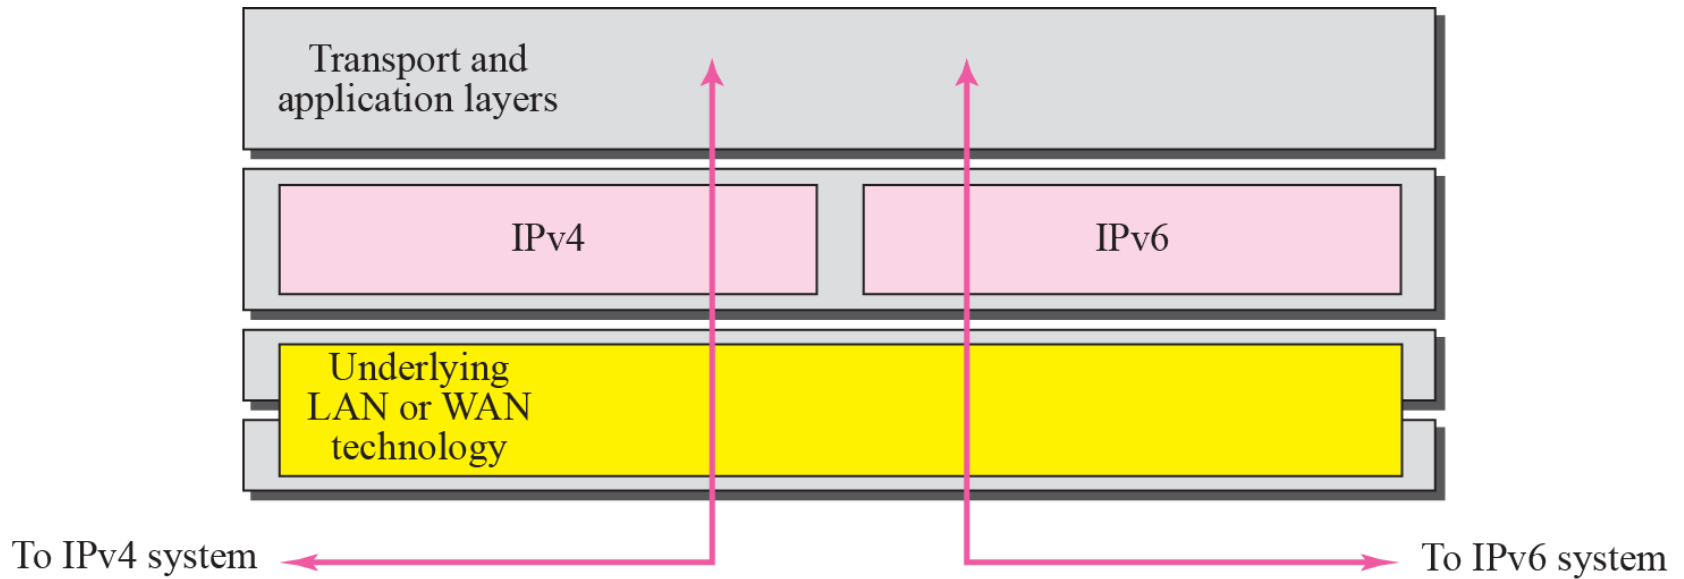 Transport and
application layers
IPv4
IPv6
Underlying
LAN or WAN
technology
To IPv4 system
To IPv6 system